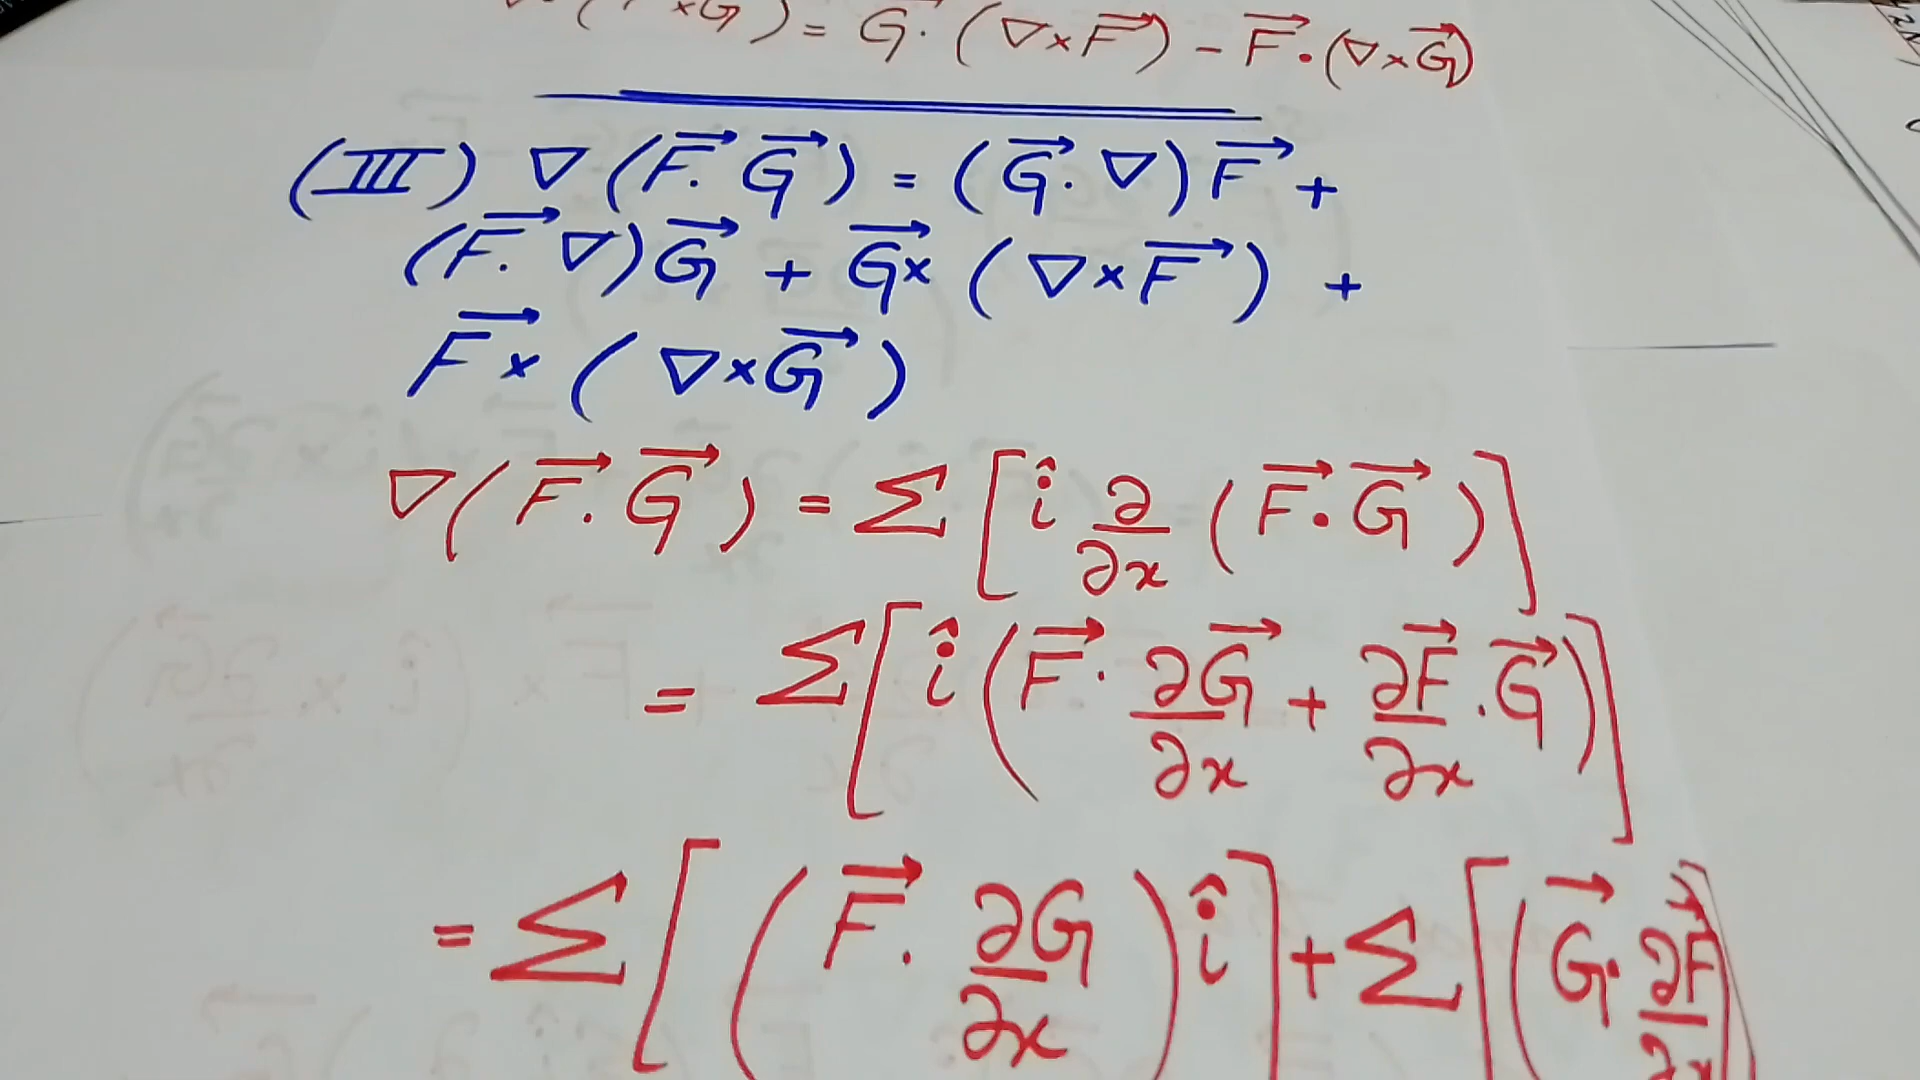 ∇·(F⃗×G⃗) = G⃗·(∇×F⃗) − F⃗·(∇×G⃗)
(III) ∇(F⃗·G⃗) = (G⃗·∇)F⃗ +
(F⃗·∇)G⃗ + G⃗×(∇×F⃗) +
F⃗×(∇×G⃗)
∇(F⃗·G⃗) = Σ[î ∂/∂x (F⃗·G⃗)]
= Σ[î(F⃗·∂G⃗/∂x + ∂F⃗/∂x·G⃗)]
= Σ[(F⃗·∂G/∂x)î] + Σ[(G⃗·∂F⃗/∂x)